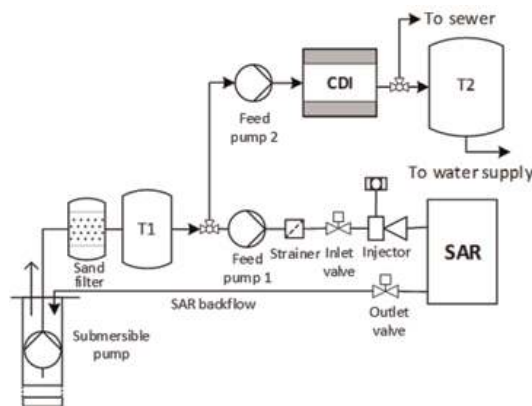 To sewer
CDI
T2
Feed
pump 2
To water supply
T1
Sand
filter
Feed
pump 1
Strainer
Inlet
valve
Injector
SAR
SAR backflow
Outlet
valve
Submersible
pump